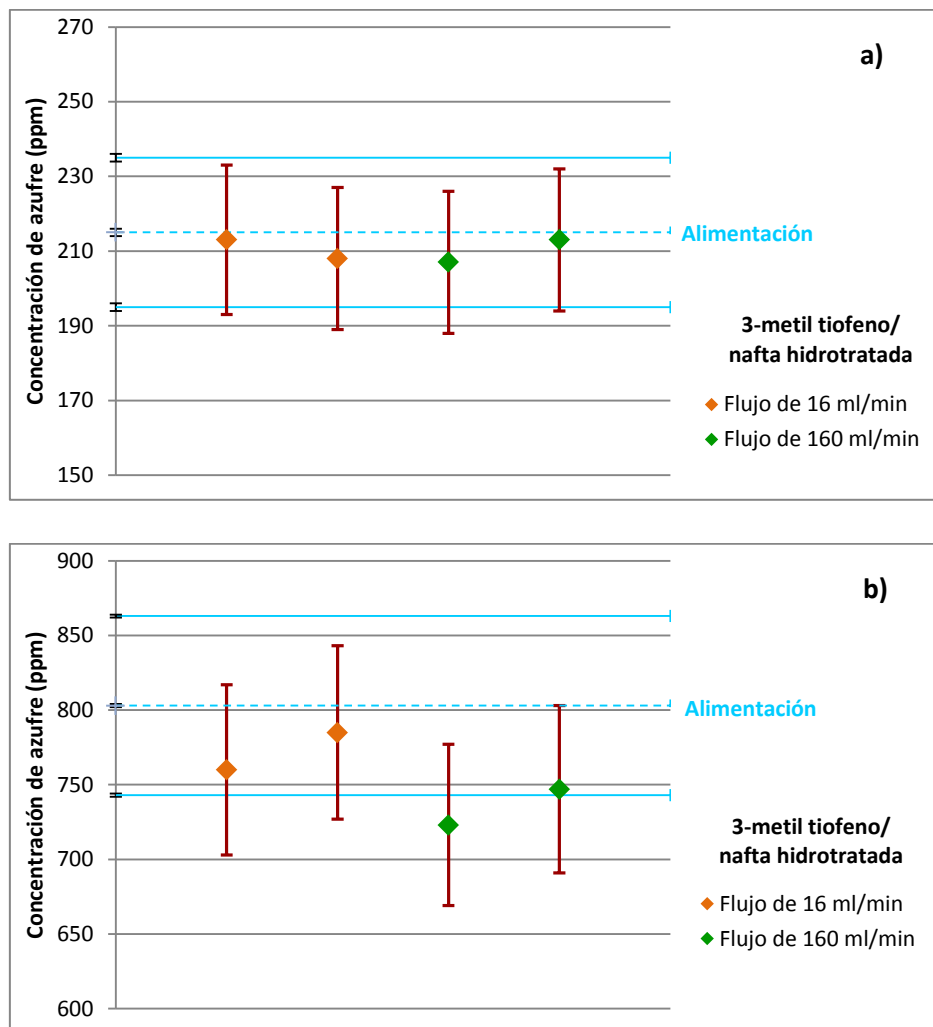 a)
Concentración de azufre (ppm)
270
250
230
210
190
170
150
Alimentación
3-metil tiofeno/
nafta hidrotratada
Flujo de 16 ml/min
Flujo de 160 ml/min
b)
Concentración de azufre (ppm)
900
850
800
750
700
650
600
Alimentación
3-metil tiofeno/
nafta hidrotratada
Flujo de 16 ml/min
Flujo de 160 ml/min